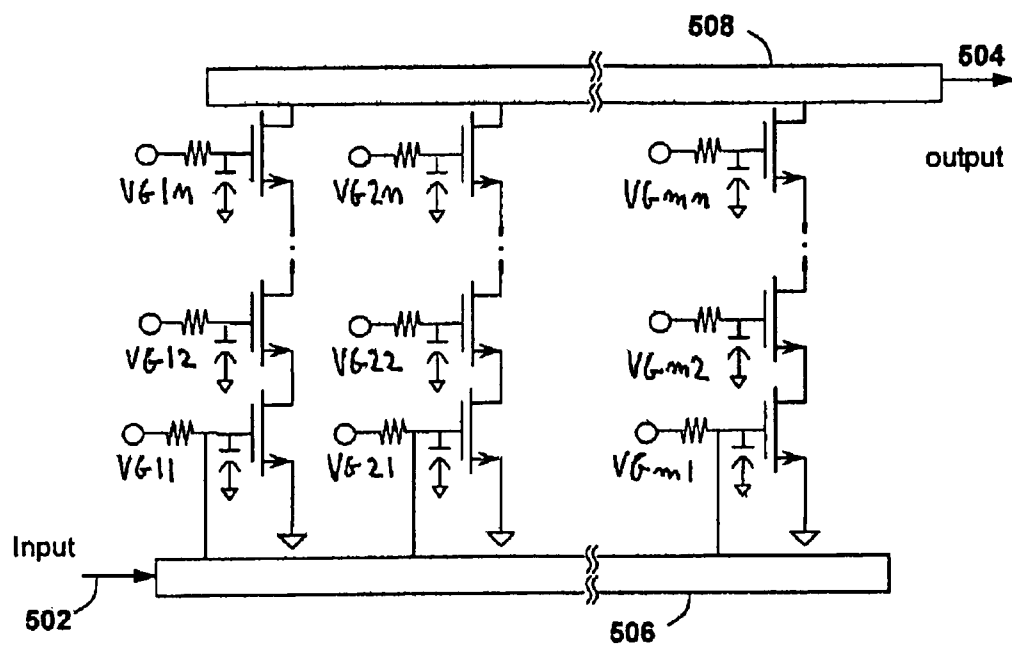 508
504
output
VG1n
VG2n
VGmn
VG12
VG22
VGm2
VG11
VG21
VGm1
Input
502
506